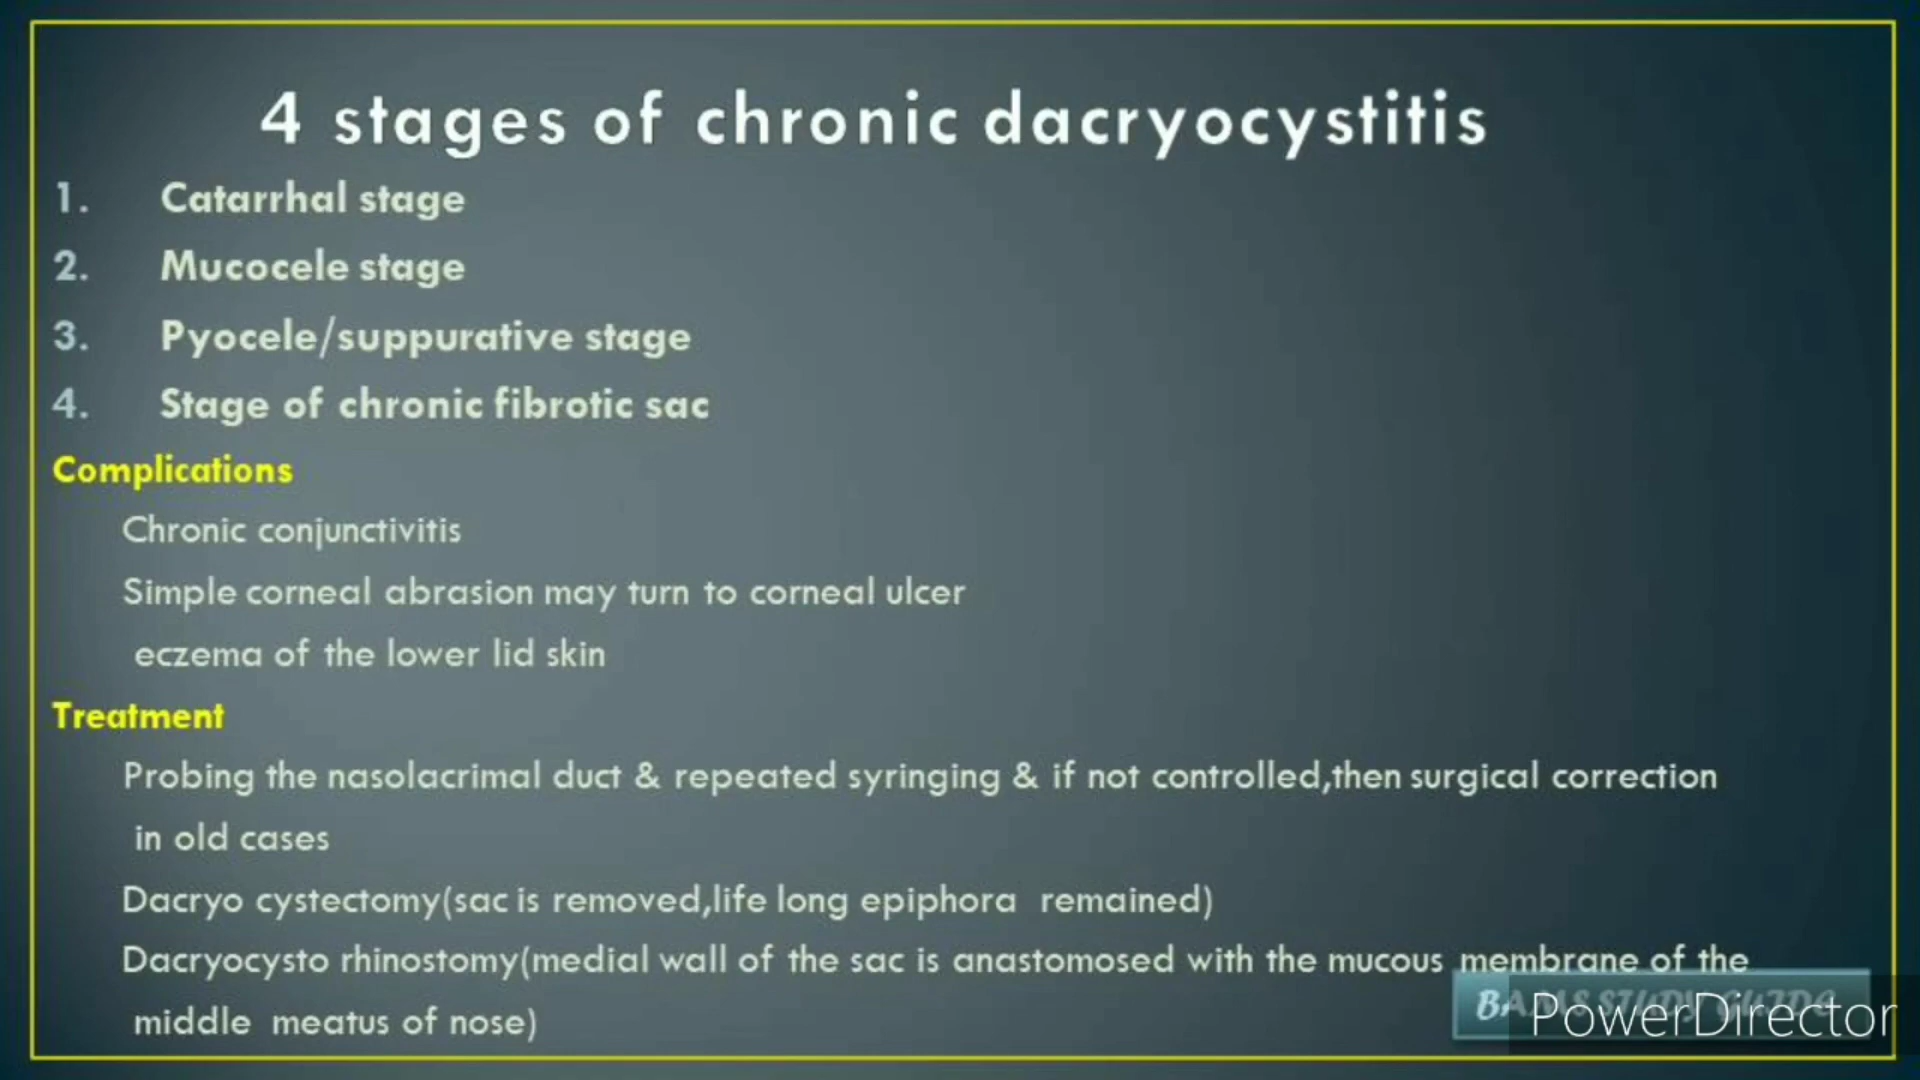 4 stages of chronic dacryocystitis
1. Catarrhal stage
2. Mucocele stage
3. Pyocele/suppurative stage
4. Stage of chronic fibrotic sac
Complications
Chronic conjunctivitis
Simple corneal abrasion may turn to corneal ulcer
eczema of the lower lid skin
Treatment
Probing the nasolacrimal duct & repeated syringing & if not controlled,then surgical correction
in old cases
Dacryo cystectomy(sac is removed,life long epiphora remained)
Dacryocysto rhinostomy(medial wall of the sac is anastomosed with the mucous membrane of the
middle meatus of nose)
BAMS STUDY GUIDE
PowerDirector